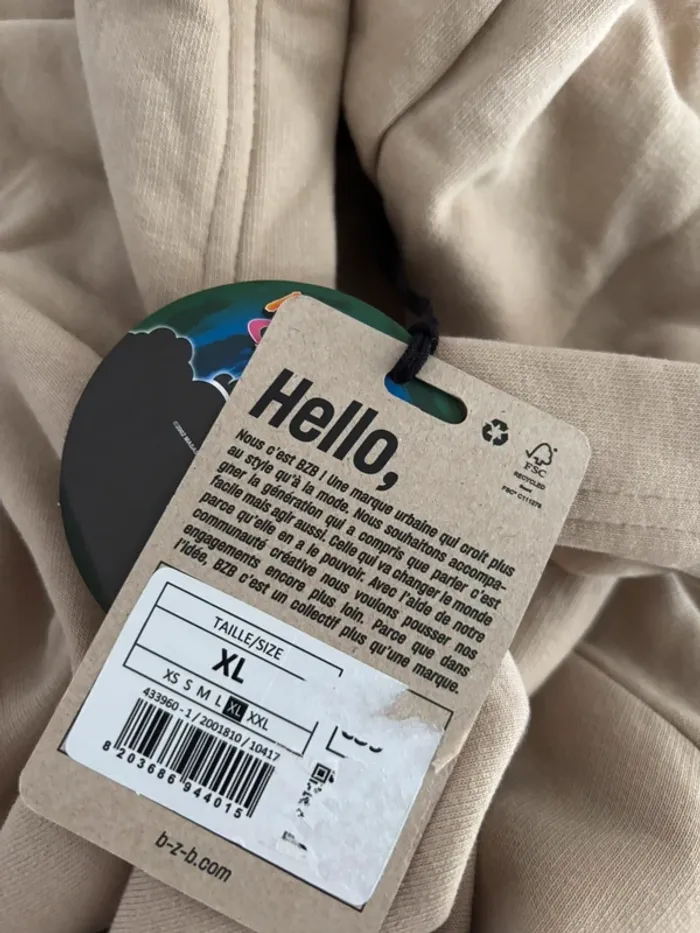 Hello,
Nous c'est BZB ! Une marque urbaine qui croit plus
au style qu'à la mode. Nous souhaitons accompa-
gner la génération qui a compris que parler c'est
facile mais agir aussi. Celle qui va changer le monde
parce qu'elle en a le pouvoir. Avec l'aide de notre
communauté créative nous voulons pousser nos
engagements encore plus loin. Parce que dans
l'idée, BZB c'est un collectif plus qu'une marque.
FSC
RECYCLED
FSC® C111276
TAILLE/SIZE
XL
XS S M L XL XXL
433960-1/2001810/10417
8 203686 944015
b-z-b.com